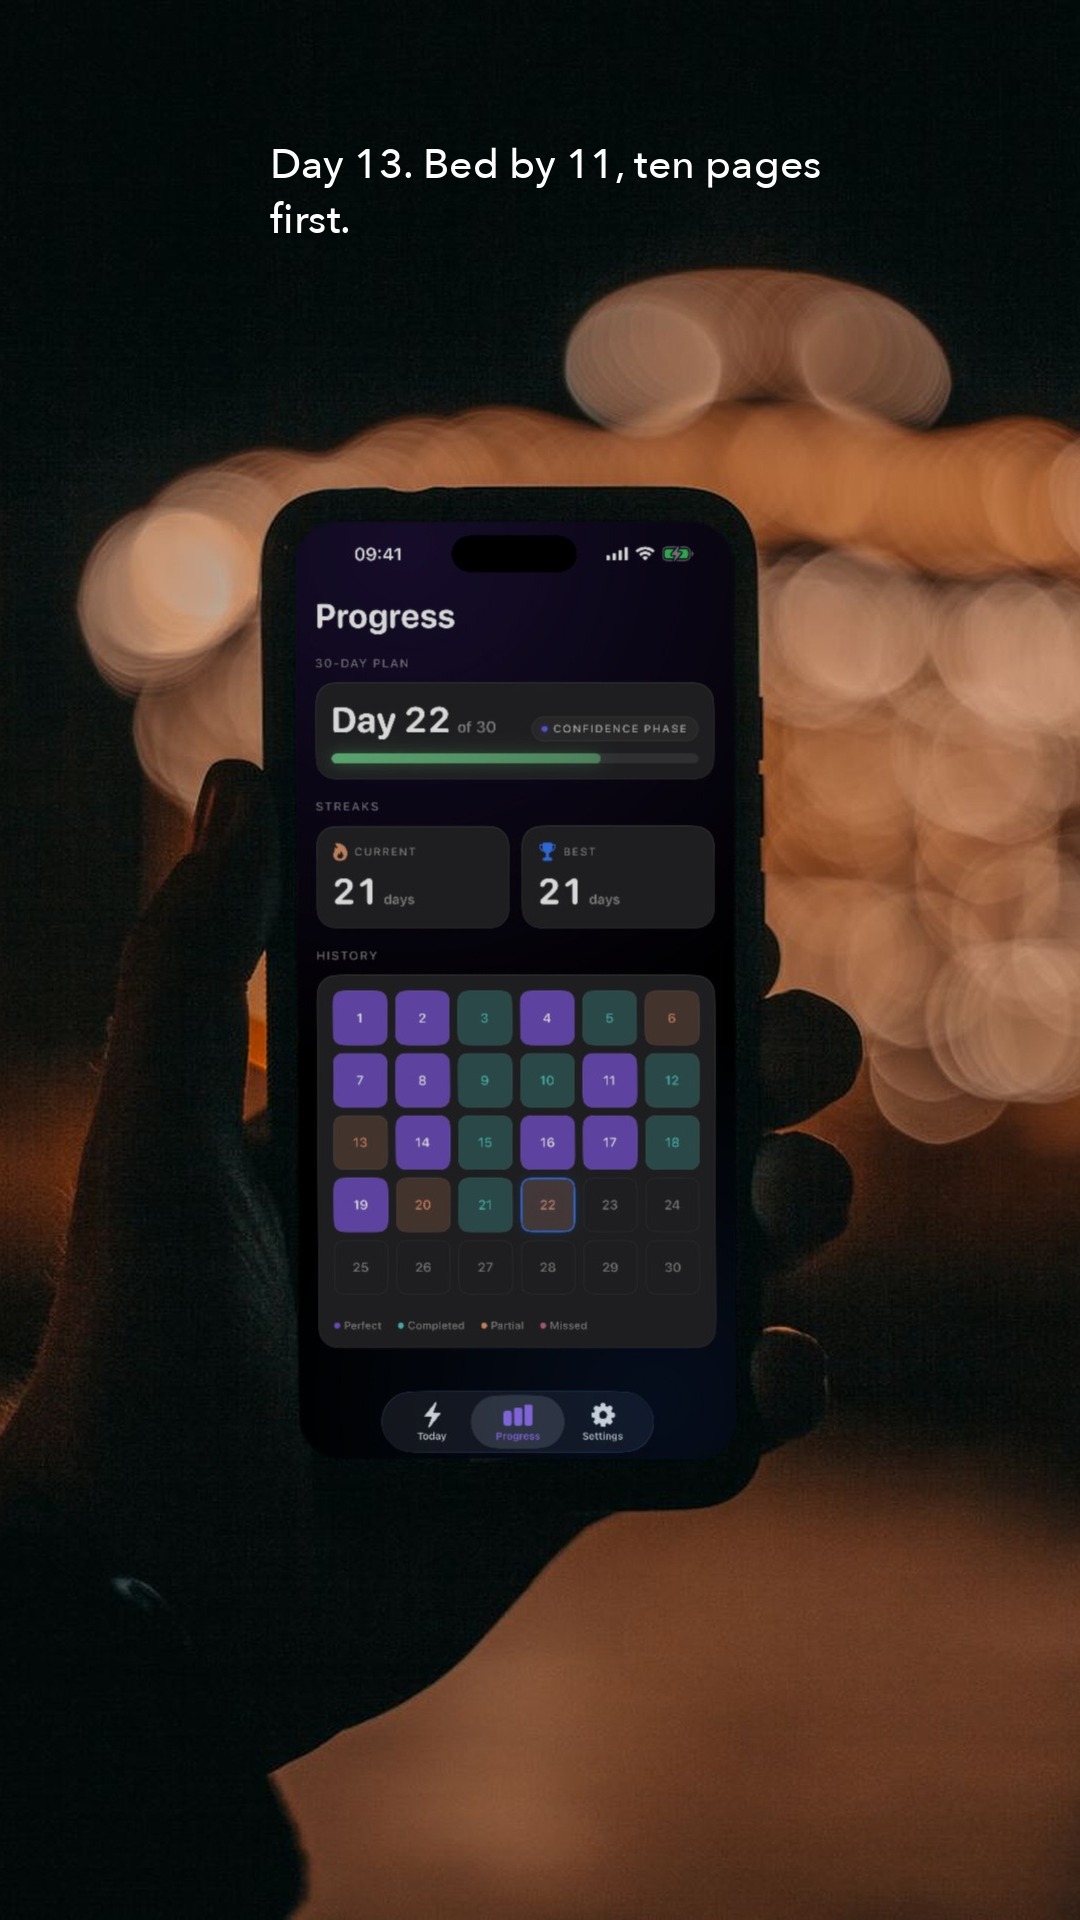 Day 13. Bed by 11, ten pages
first.
09:41
Progress
30-DAY PLAN
Day 22 of 30
CONFIDENCE PHASE
STREAKS
CURRENT
BEST
21 days
21 days
HISTORY
1 2 3 4 5 6
7 8 9 10 11 12
13 14 15 16 17 18
19 20 21 22 23 24
25 26 27 28 29 30
Perfect Completed Partial Missed
Today Progress Settings